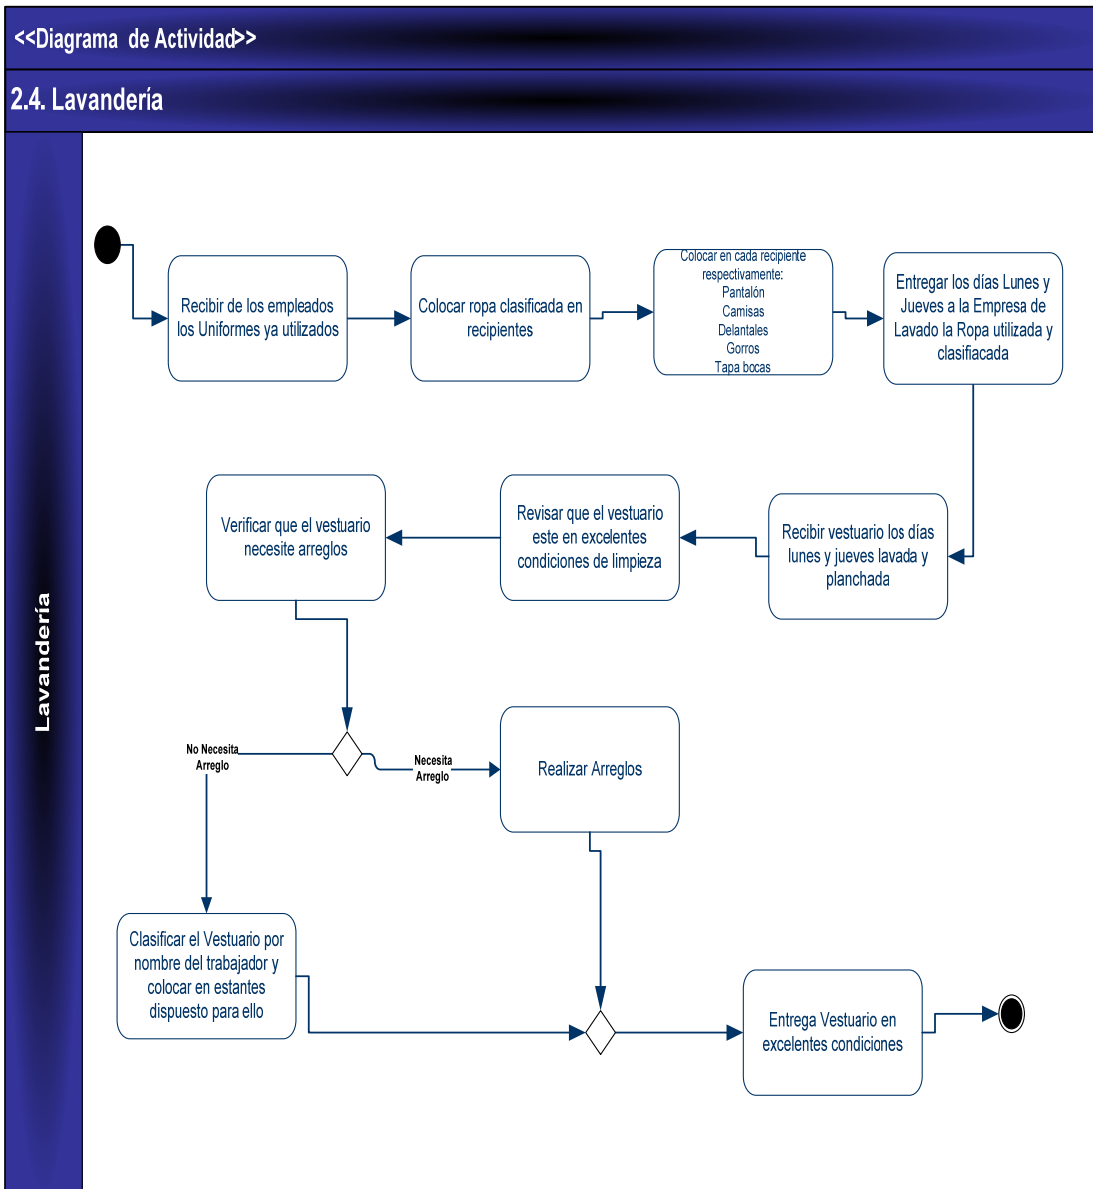 <<Diagrama de Actividad>>
2.4. Lavandería
Lavandería
Recibir de los empleados
los Uniformes ya utilizados
Colocar ropa clasificada en
recipientes
Colocar en cada recipiente
respectivamente:
Pantalón
Camisas
Delantales
Gorros
Tapa bocas
Entregar los días Lunes y
Jueves a la Empresa de
Lavado la Ropa utilizada y
clasifiacada
Recibir vestuario los días
lunes y jueves lavada y
planchada
Revisar que el vestuario
este en excelentes
condiciones de limpieza
Verificar que el vestuario
necesite arreglos
No Necesita
Arreglo
Necesita
Arreglo
Realizar Arreglos
Clasificar el Vestuario por
nombre del trabajador y
colocar en estantes
dispuesto para ello
Entrega Vestuario en
excelentes condiciones